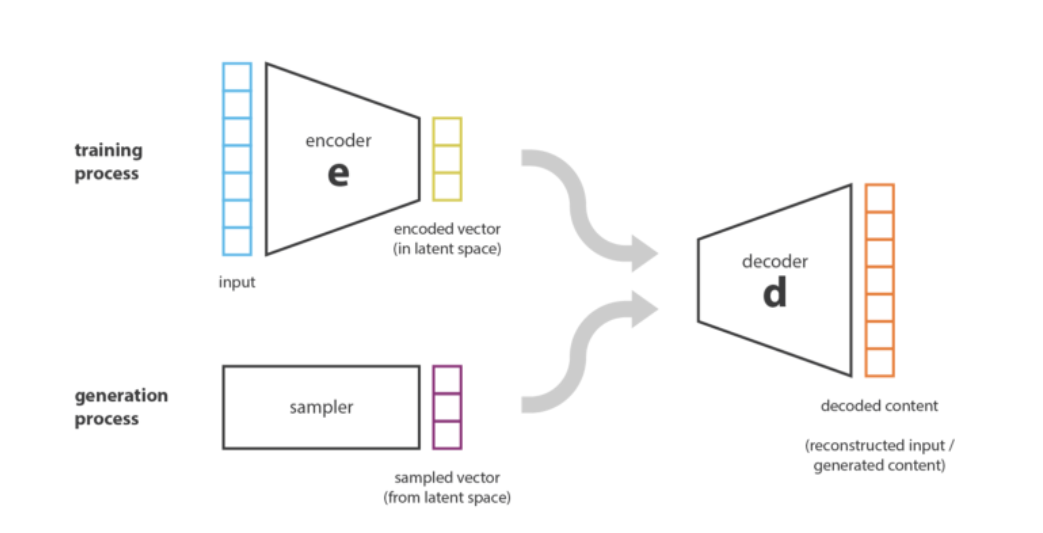 training
process
encoder
e
encoded vector
(in latent space)
input
decoder
d
decoded content
(reconstructed input /
generated content)
generation
process
sampler
sampled vector
(from latent space)